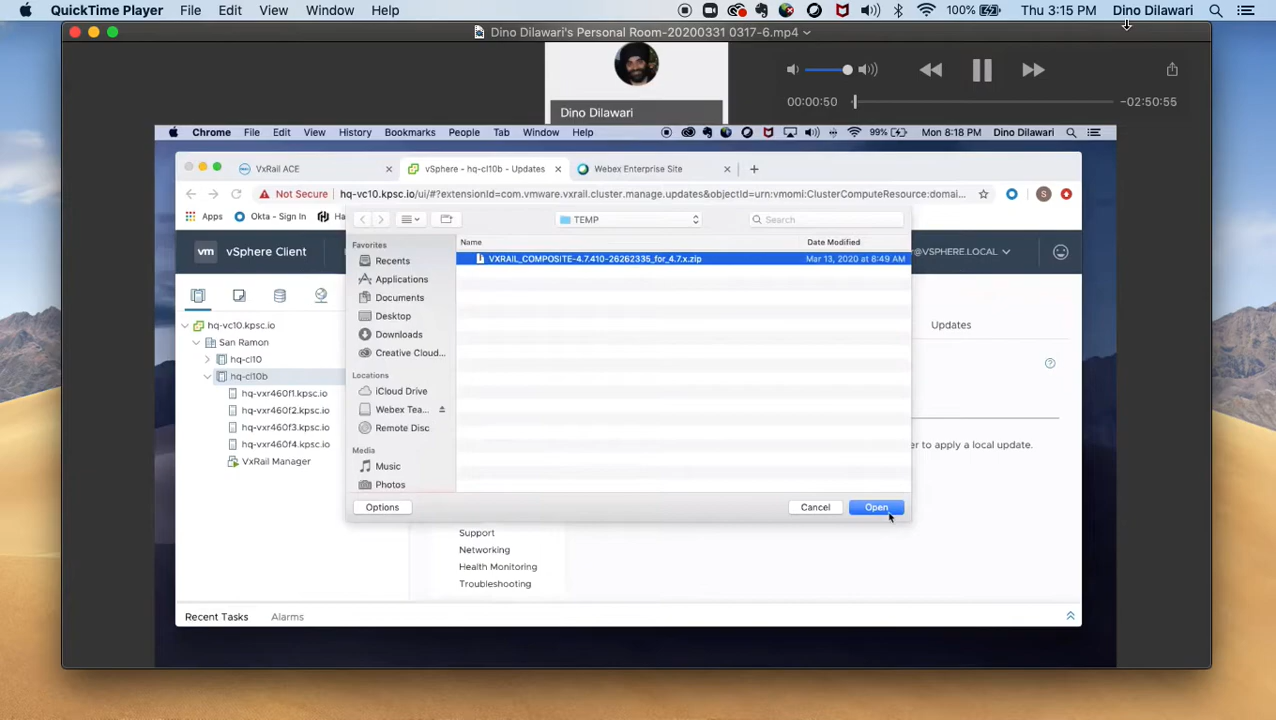 QuickTime Player File Edit View Window Help 100% Thu 3:15 PM Dino Dilawari
Dino Dilawari's Personal Room-20200331 0317-6.mp4
Dino Dilawari
00:00:50 -02:50:55
Chrome File Edit View History Bookmarks People Tab Window Help 99% Mon 8:18 PM Dino Dilawari
VxRail ACE vSphere - hq-cl10b - Updates Webex Enterprise Site
Not Secure hq-vc10.kpsc.io/ui/#?extensionId=com.vmware.vxrail.cluster.manage.updates&objectId=urn:vmomi:ClusterComputeResource:domai...
Apps Okta - Sign In Ha
TEMP Search
vm vSphere Client @VSPHERE.LOCAL
Favorites
Recents
Applications
Documents
Desktop
Downloads
Creative Cloud...
Locations
iCloud Drive
Webex Tea...
Remote Disc
Media
Music
Photos
Name Date Modified
VXRAIL_COMPOSITE-4.7.410-26262335_for_4.7.x.zip Mar 13, 2020 at 6:49 AM
Options Cancel Open
hq-vc10.kpsc.io
San Ramon
hq-cl10
hq-cl10b
hq-vxr460f1.kpsc.io
hq-vxr460f2.kpsc.io
hq-vxr460f3.kpsc.io
hq-vxr460f4.kpsc.io
VxRail Manager
Updates
er to apply a local update.
Support
Networking
Health Monitoring
Troubleshooting
Recent Tasks Alarms